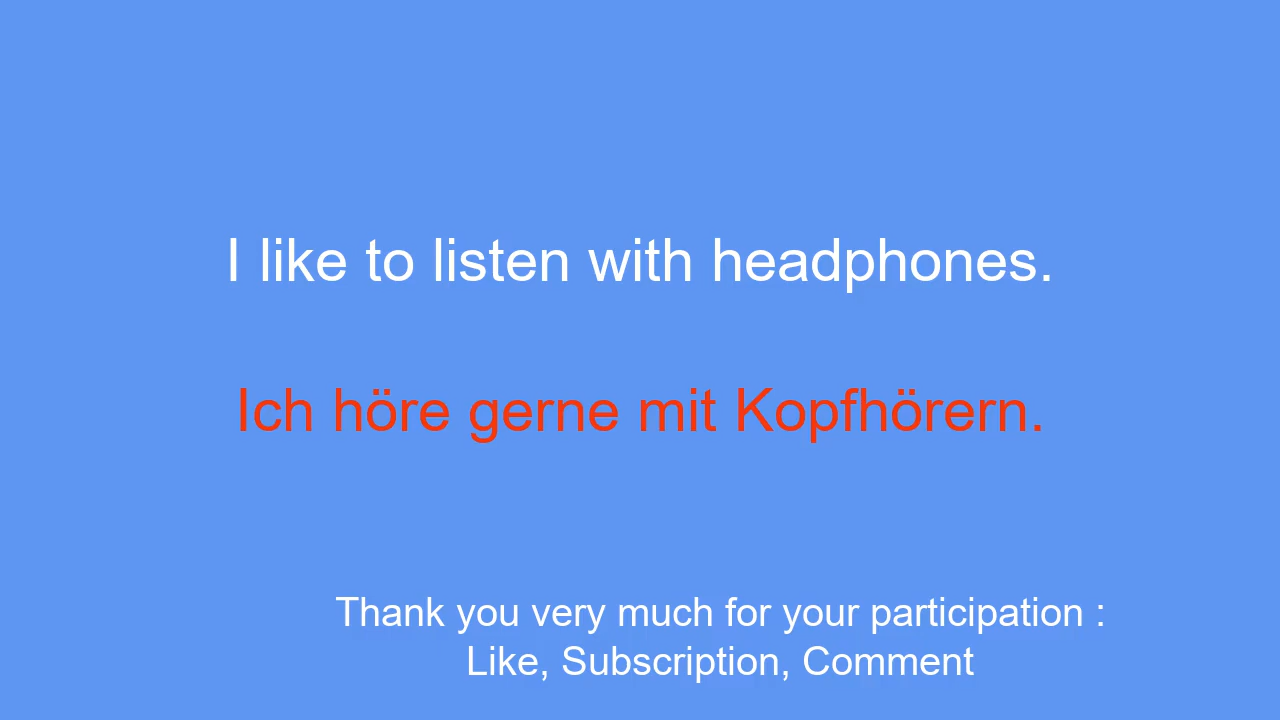 I like to listen with headphones.
Ich höre gerne mit Kopfhörern.
Thank you very much for your participation :
Like, Subscription, Comment